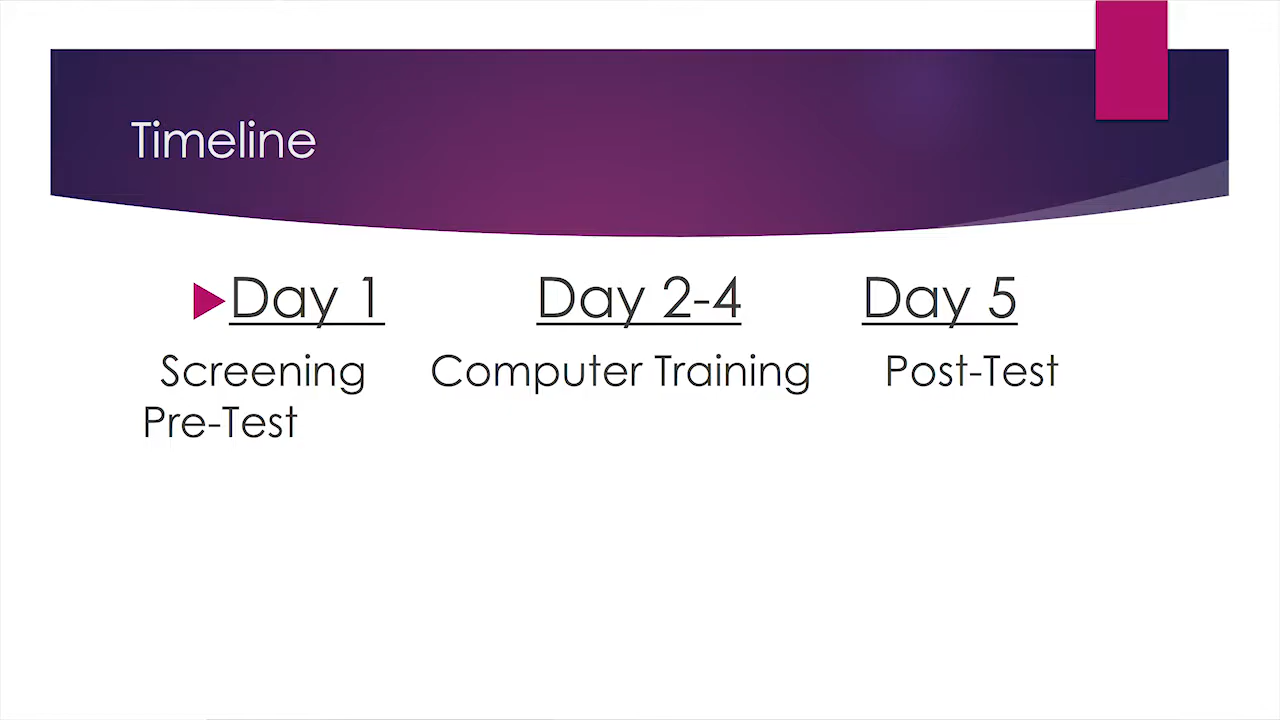 Timeline
Day 1 Day 2-4 Day 5
Screening Computer Training Post-Test
Pre-Test